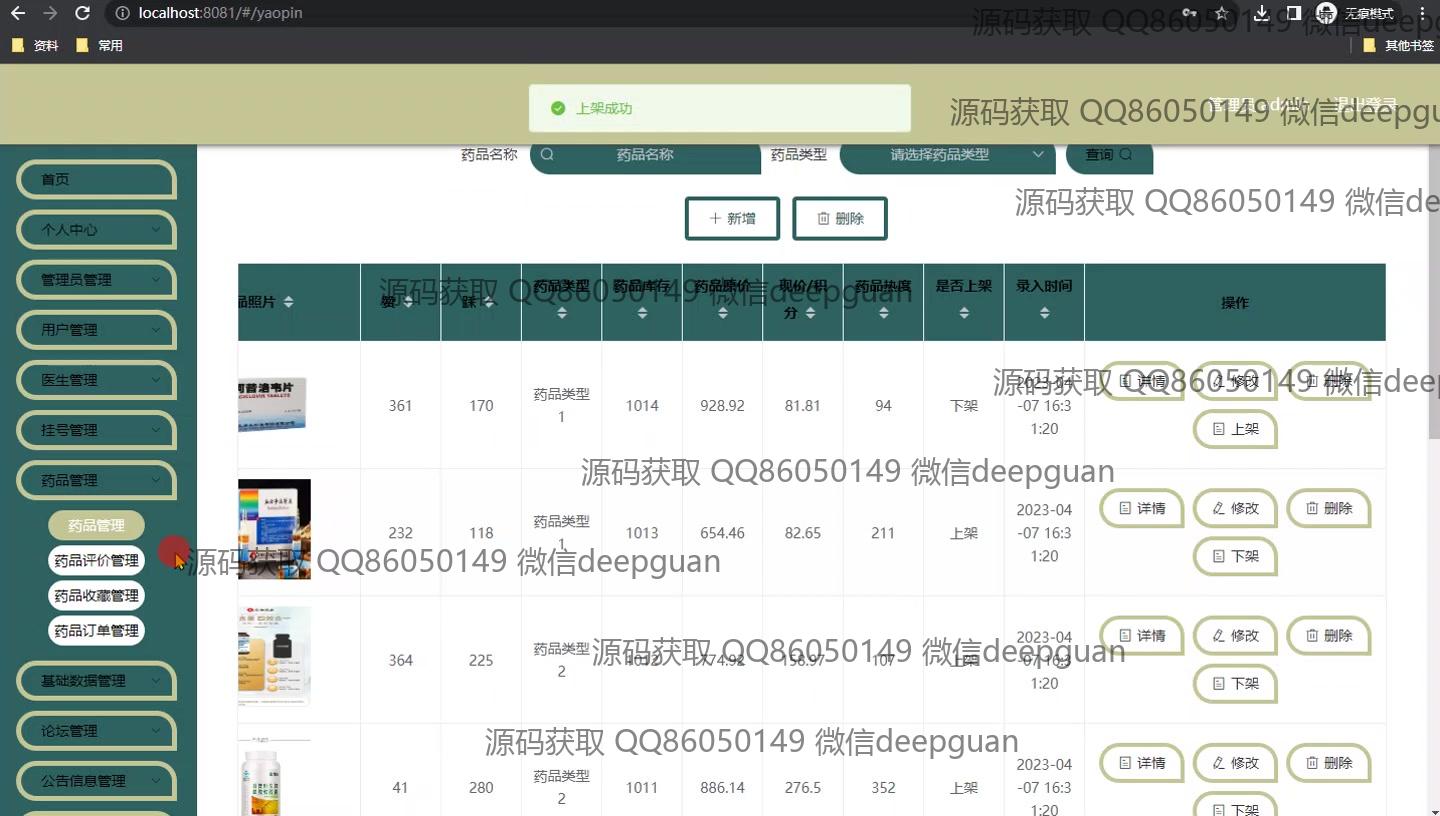 localhost:8081/#/yaopin
无痕模式
资料
常用
其他书签
源码获取 QQ86050149 微信deepg
上架成功
管理员 admin
退出登录
源码获取 QQ86050149 微信deepgu
药品名称
药品名称
药品类型
请选择药品类型
查询
源码获取 QQ86050149 微信de
新增
删除
首页
个人中心
管理员管理
用户管理
医生管理
挂号管理
药品管理
药品管理
药品评价管理
药品收藏管理
药品订单管理
基础数据管理
论坛管理
公告信息管理
品照片 赞 踩 药品类型 药品库存 药品原价 现价/积分 药品热度 是否上架 录入时间 操作
源码获取 QQ86050149 微信deepguan
阿昔洛韦片
361 170 药品类型1 1014 928.92 81.81 94 下架 2023-04-07 16:31:20 详情 修改 删除
上架
源码获取 QQ86050149 微信deep
源码获取 QQ86050149 微信deepguan
232 118 药品类型1 1013 654.46 82.65 211 上架 2023-04-07 16:31:20 详情 修改 删除
下架
源码获取 QQ86050149 微信deepguan
364 225 药品类型2 1012 774.92 156.97 107 上架 2023-04-07 16:31:20 详情 修改 删除
下架
源码获取 QQ86050149 微信deepguan
源码获取 QQ86050149 微信deepguan
41 280 药品类型2 1011 886.14 276.5 352 上架 2023-04-07 16:31:20 详情 修改 删除
下架